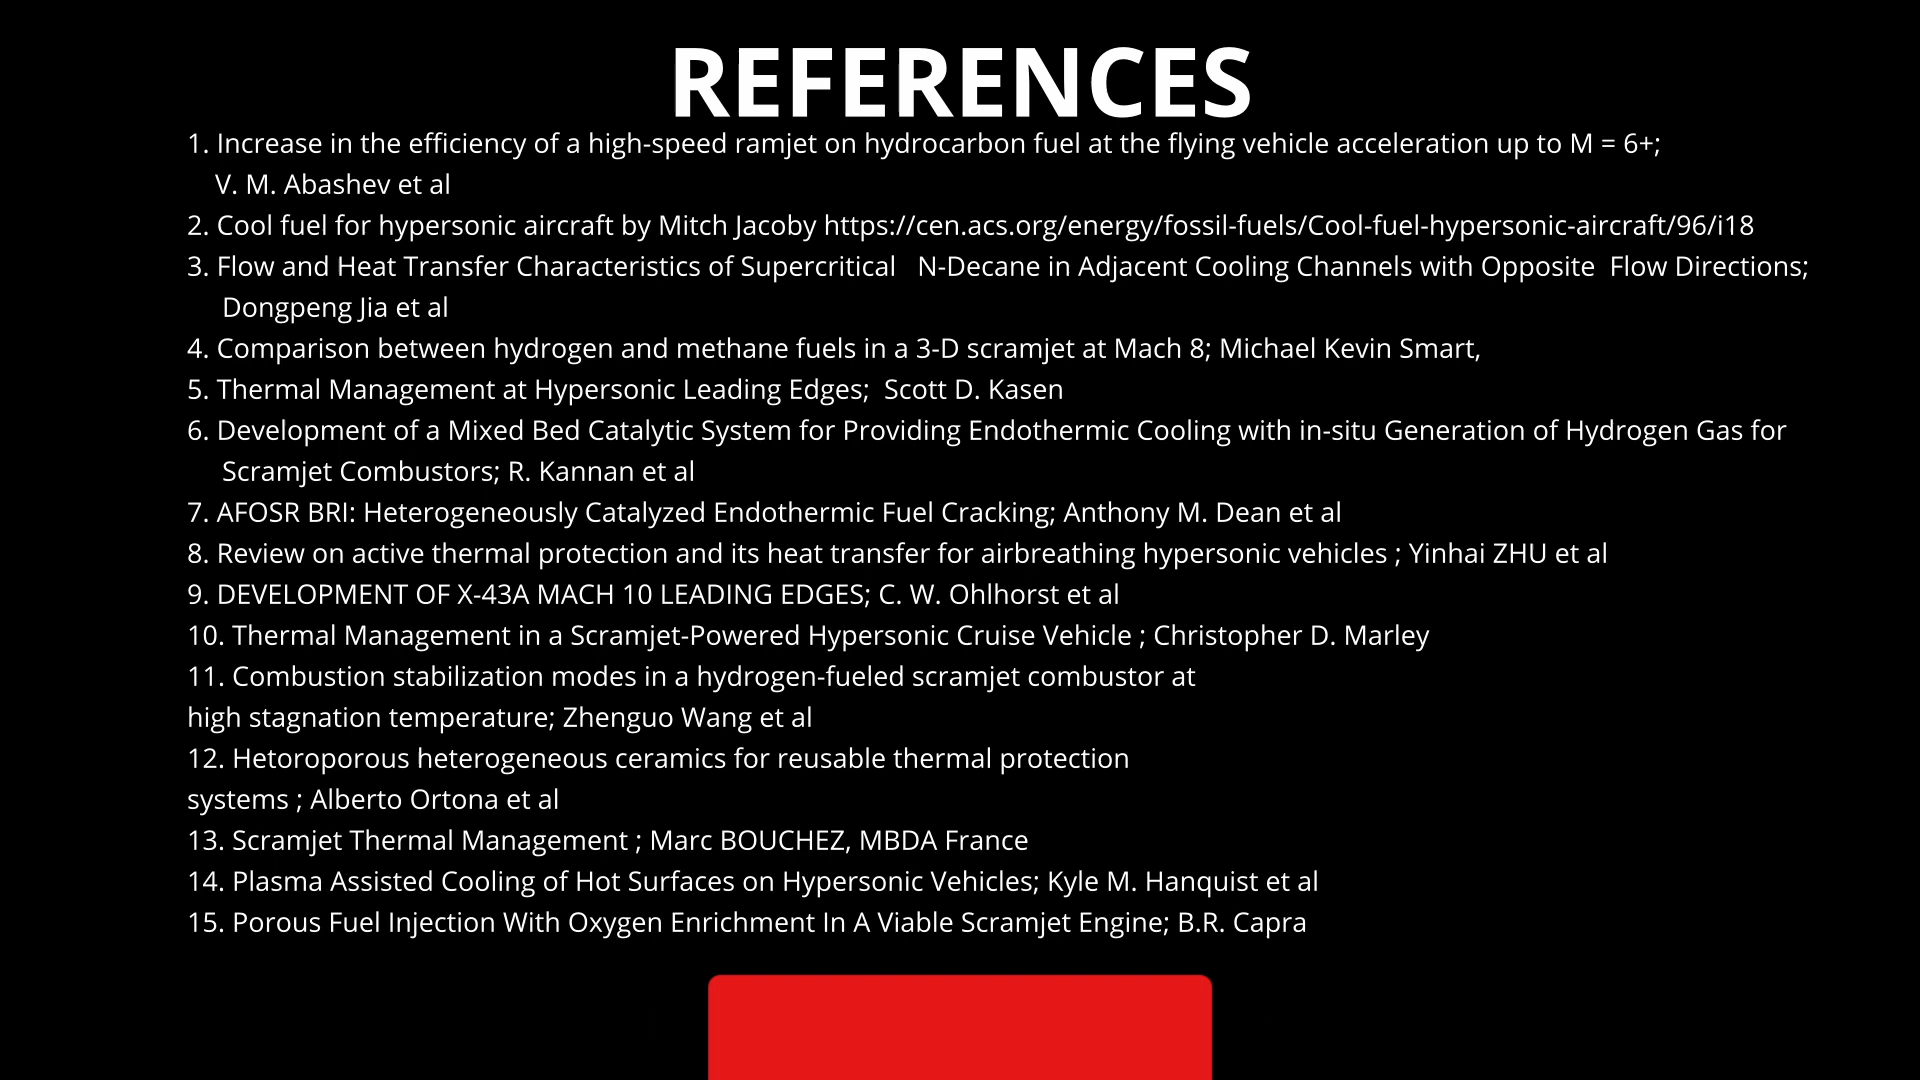 REFERENCES
1. Increase in the efficiency of a high-speed ramjet on hydrocarbon fuel at the flying vehicle acceleration up to M = 6+;
V. M. Abashev et al
2. Cool fuel for hypersonic aircraft by Mitch Jacoby https://cen.acs.org/energy/fossil-fuels/Cool-fuel-hypersonic-aircraft/96/i18
3. Flow and Heat Transfer Characteristics of Supercritical   N-Decane in Adjacent Cooling Channels with Opposite  Flow Directions;
Dongpeng Jia et al
4. Comparison between hydrogen and methane fuels in a 3-D scramjet at Mach 8; Michael Kevin Smart,
5. Thermal Management at Hypersonic Leading Edges;  Scott D. Kasen
6. Development of a Mixed Bed Catalytic System for Providing Endothermic Cooling with in-situ Generation of Hydrogen Gas for
Scramjet Combustors; R. Kannan et al
7. AFOSR BRI: Heterogeneously Catalyzed Endothermic Fuel Cracking; Anthony M. Dean et al
8. Review on active thermal protection and its heat transfer for airbreathing hypersonic vehicles ; Yinhai ZHU et al
9. DEVELOPMENT OF X-43A MACH 10 LEADING EDGES; C. W. Ohlhorst et al
10. Thermal Management in a Scramjet-Powered Hypersonic Cruise Vehicle ; Christopher D. Marley
11. Combustion stabilization modes in a hydrogen-fueled scramjet combustor at
high stagnation temperature; Zhenguo Wang et al
12. Hetoroporous heterogeneous ceramics for reusable thermal protection
systems ; Alberto Ortona et al
13. Scramjet Thermal Management ; Marc BOUCHEZ, MBDA France
14. Plasma Assisted Cooling of Hot Surfaces on Hypersonic Vehicles; Kyle M. Hanquist et al
15. Porous Fuel Injection With Oxygen Enrichment In A Viable Scramjet Engine; B.R. Capra